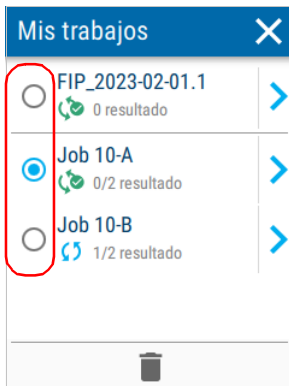 Mis trabajos
FIP_2023-02-01.1
0 resultado
Job 10-A
0/2 resultado
Job 10-B
1/2 resultado